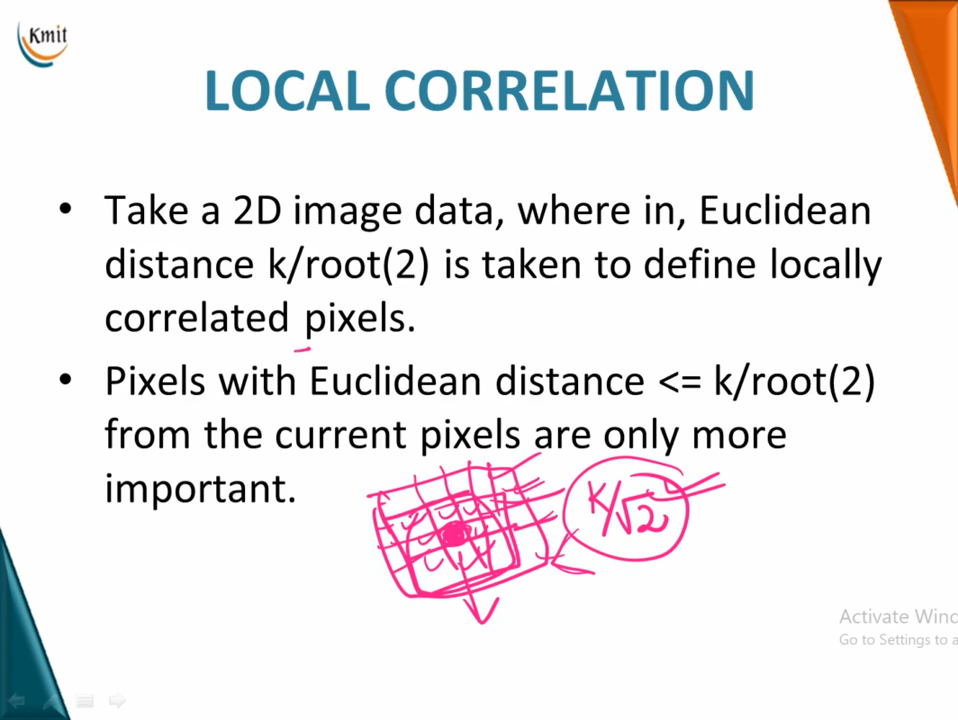 Kmit
LOCAL CORRELATION
• Take a 2D image data, where in, Euclidean
distance k/root(2) is taken to define locally
correlated pixels.
• Pixels with Euclidean distance <= k/root(2)
from the current pixels are only more
important.
K/√2
Activate Wind
Go to Settings to a